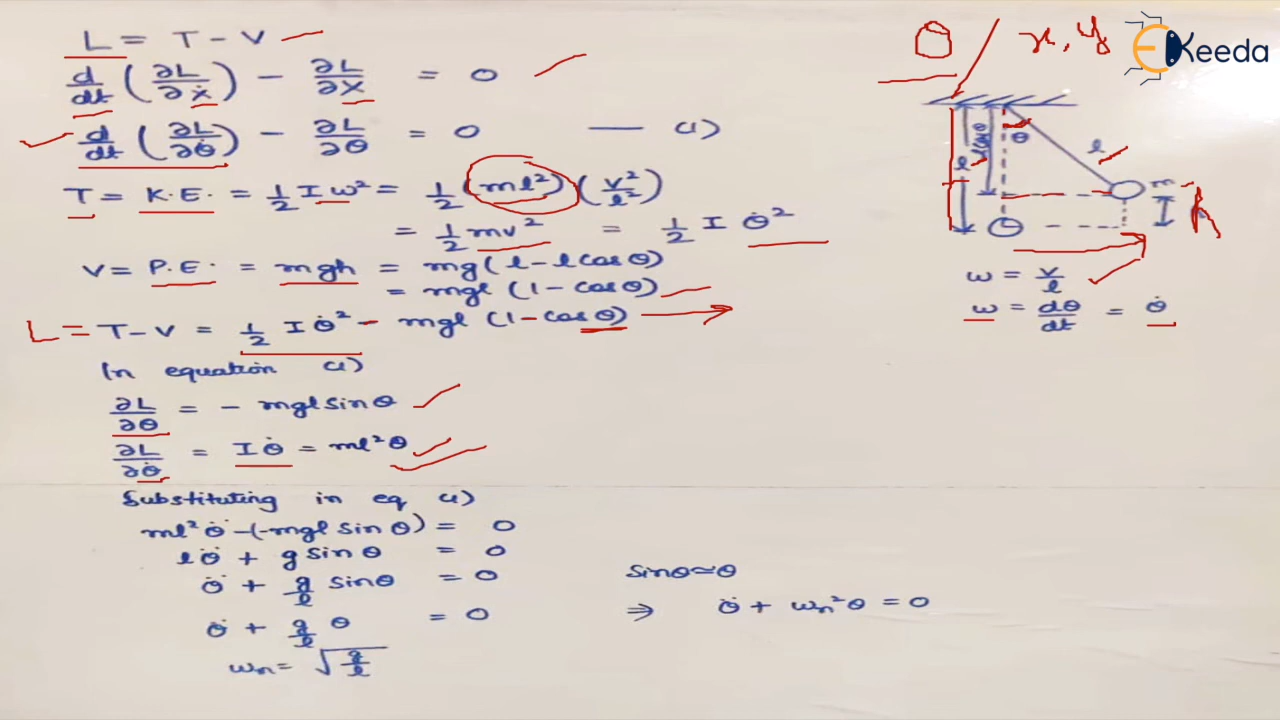 L = T - V
d/dt (∂L/∂ẋ) - ∂L/∂x = 0
d/dt (∂L/∂θ̇) - ∂L/∂θ = 0 — (1)
T = K.E. = 1/2 I ω² = 1/2 (ml²) (v²/l²)
= 1/2 mv² = 1/2 I θ̇²
V = P.E. = mgh = mg(l - l cos θ)
= mgl (1 - cos θ)
L = T - V = 1/2 I θ̇² - mgl (1 - cos θ)
In equation (1)
∂L/∂θ = - mgl sin θ
∂L/∂θ̇ = I θ̇ = ml² θ̇
Substituting in eq (1)
ml² θ̈ - (-mgl sin θ) = 0
l θ̈ + g sin θ = 0
θ̈ + g/l sin θ = 0
θ̈ + g/l θ = 0
ωn = √(g/l)
sin θ ≃ θ
⇒ θ̈ + ωn² θ = 0
θ / x, y
EKeeda
θ
l
l cos θ
l
m
h
ω = v/l
ω = dθ/dt = θ̇